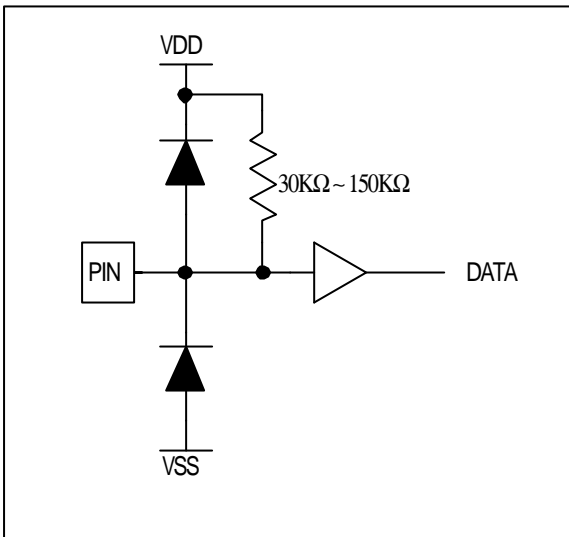 VDD
30KΩ~150KΩ
PIN
DATA
VSS